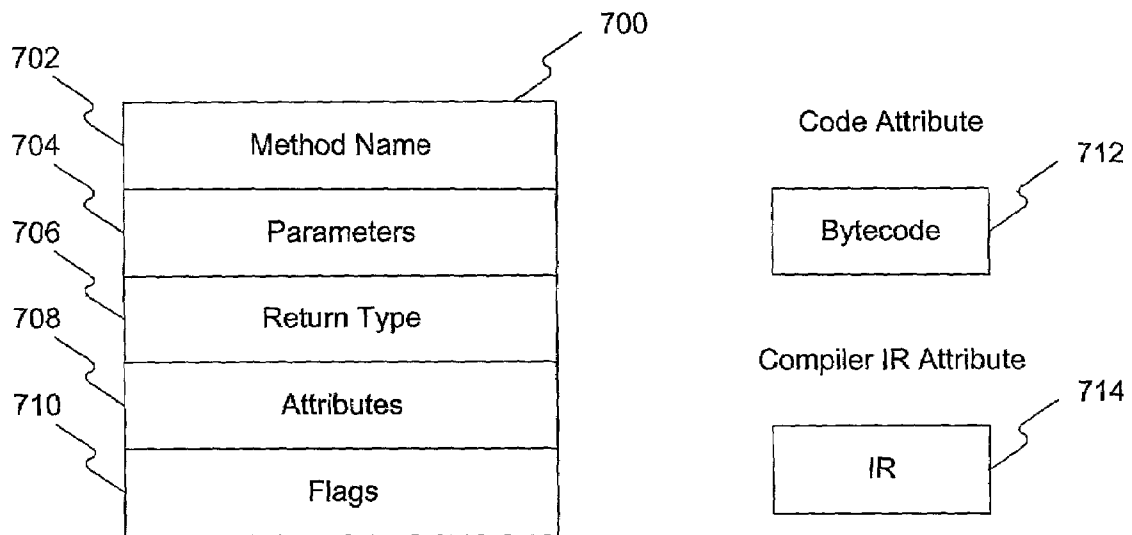 700
702
Method Name
704
Parameters
706
Return Type
708
Attributes
710
Flags
Code Attribute
712
Bytecode
Compiler IR Attribute
714
IR